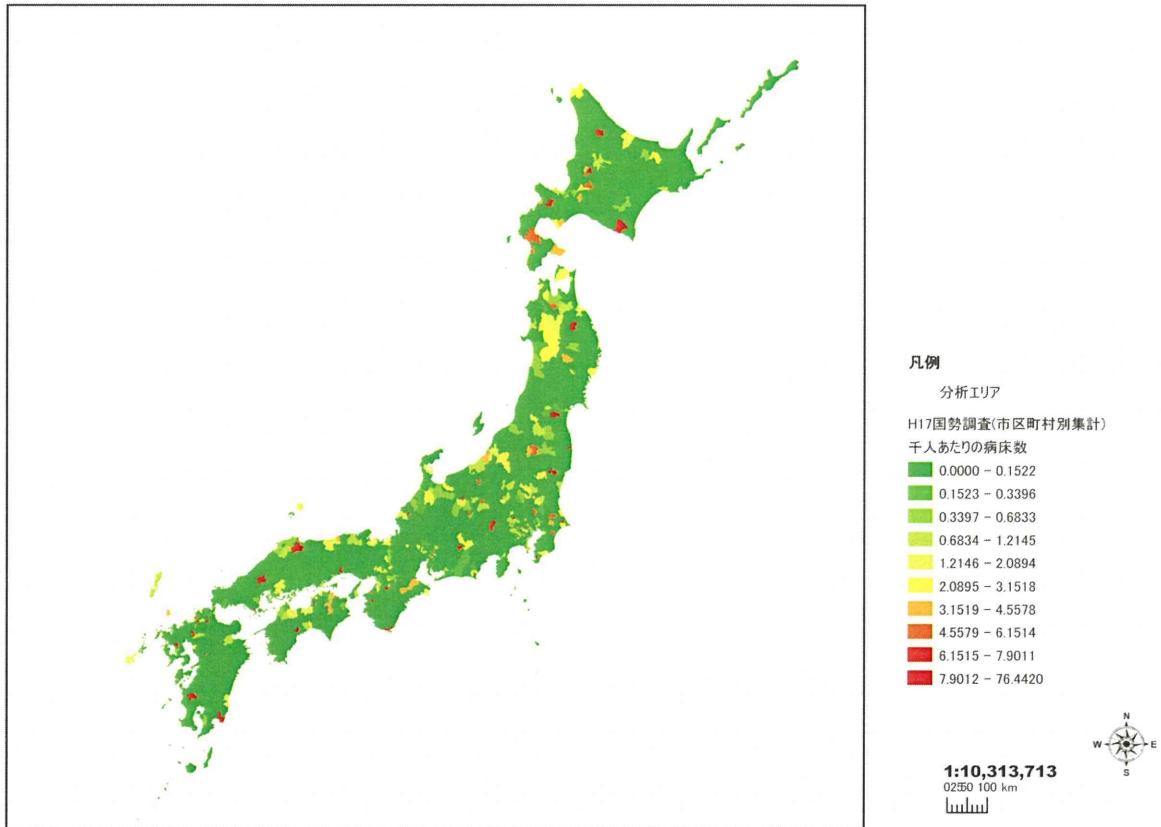 凡例
分析エリア
H17国勢調査(市区町村別集計)
千人あたりの病床数
0.0000 - 0.1522
0.1523 - 0.3396
0.3397 - 0.6833
0.6834 - 1.2145
1.2146 - 2.0894
2.0895 - 3.1518
3.1519 - 4.5578
4.5579 - 6.1514
6.1515 - 7.9011
7.9012 - 76.4420
N
W E
S
1:10,313,713
02550 100 km